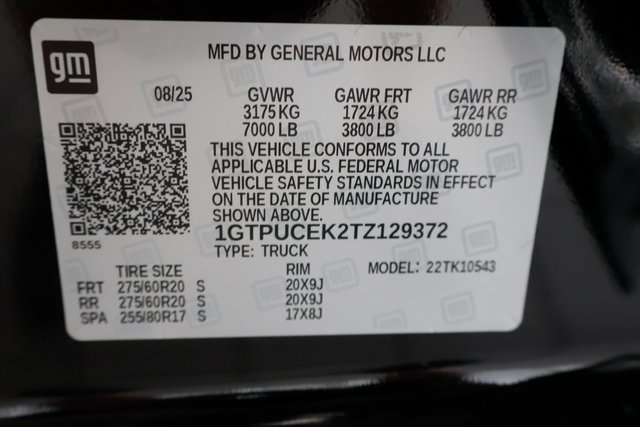 gm
MFD BY GENERAL MOTORS LLC
08/25 GVWR GAWR FRT GAWR RR
3175 KG 1724 KG 1724 KG
7000 LB 3800 LB 3800 LB
THIS VEHICLE CONFORMS TO ALL
APPLICABLE U.S. FEDERAL MOTOR
VEHICLE SAFETY STANDARDS IN EFFECT
ON THE DATE OF MANUFACTURE
SHOWN ABOVE.
8555
1GTPUCEK2TZ129372
TYPE: TRUCK MODEL: 22TK10543
TIRE SIZE RIM
FRT 275/60R20 S 20X9J
RR 275/60R20 S 20X9J
SPA 255/80R17 S 17X8J